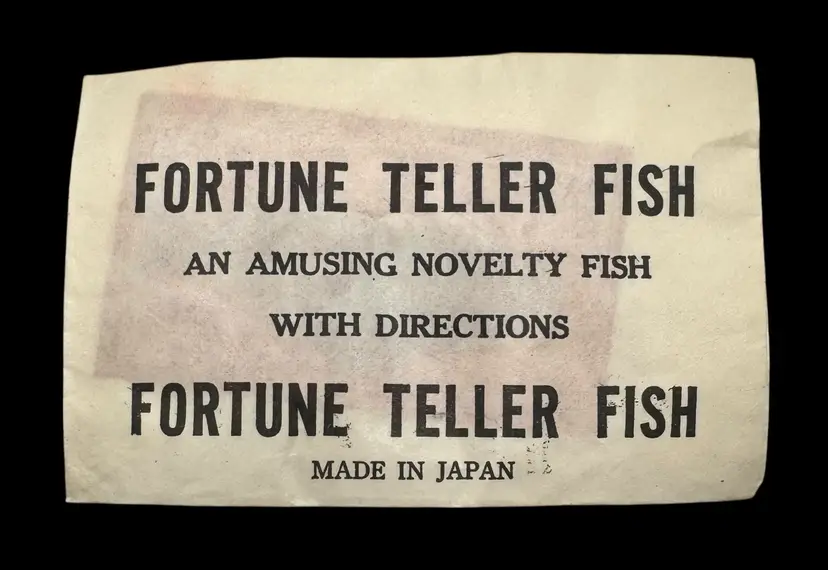 FORTUNE TELLER FISH
AN AMUSING NOVELTY FISH
WITH DIRECTIONS
FORTUNE TELLER FISH
MADE IN JAPAN